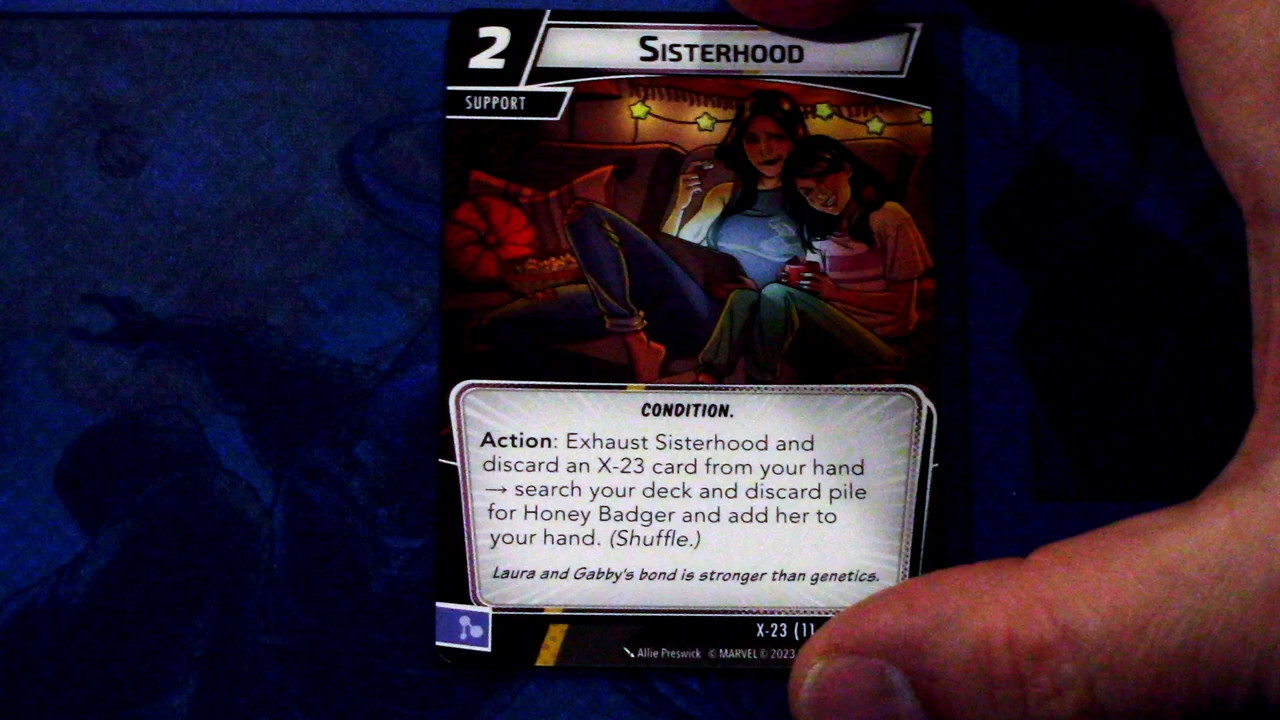 2
SISTERHOOD
SUPPORT
CONDITION.
Action: Exhaust Sisterhood and
discard an X-23 card from your hand
→ search your deck and discard pile
for Honey Badger and add her to
your hand. (Shuffle.)
Laura and Gabby's bond is stronger than genetics.
X-23 (11
Allie Preswick © MARVEL © 2023